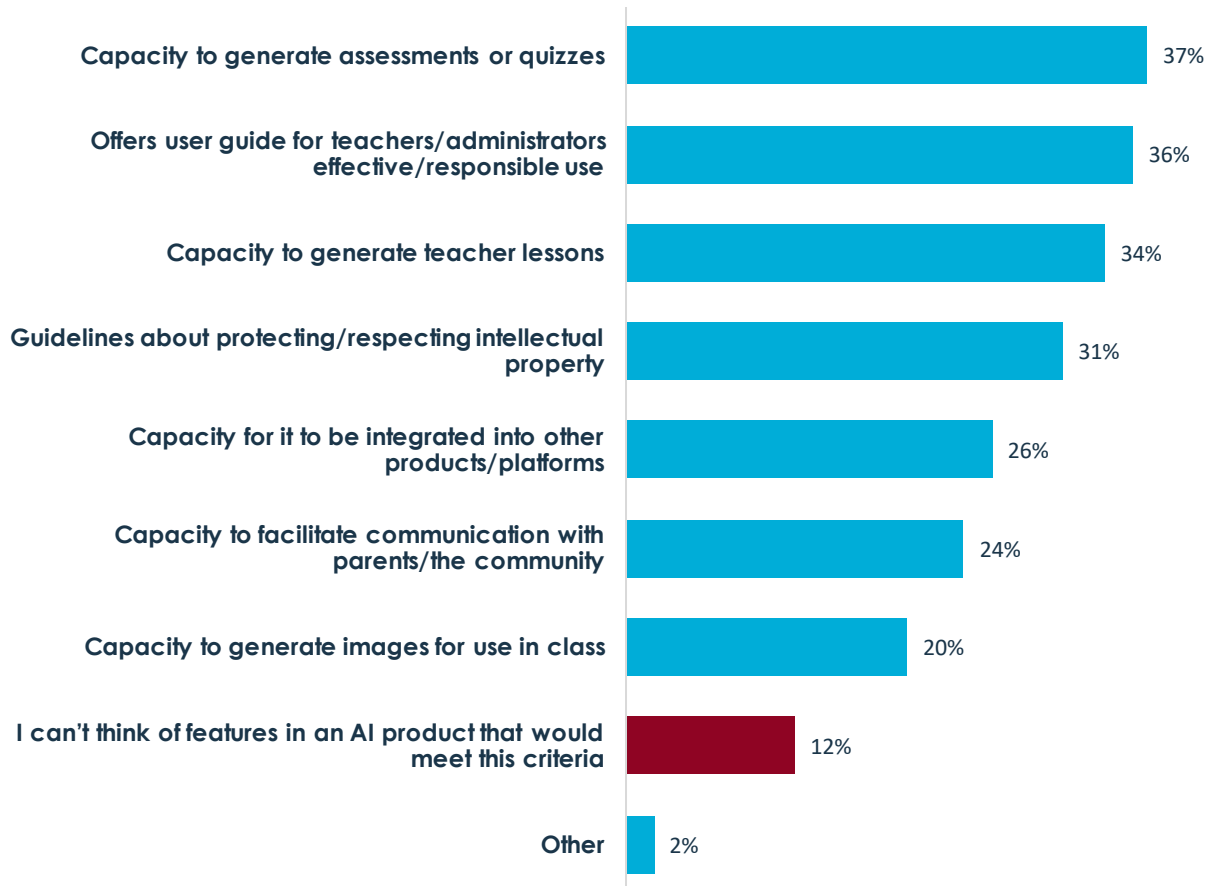 Capacity to generate assessments or quizzes
37%
Offers user guide for teachers/administrators
effective/responsible use
36%
Capacity to generate teacher lessons
34%
Guidelines about protecting/respecting intellectual
property
31%
Capacity for it to be integrated into other
products/platforms
26%
Capacity to facilitate communication with
parents/the community
24%
Capacity to generate images for use in class
20%
I can't think of features in an AI product that would
meet this criteria
12%
Other
2%